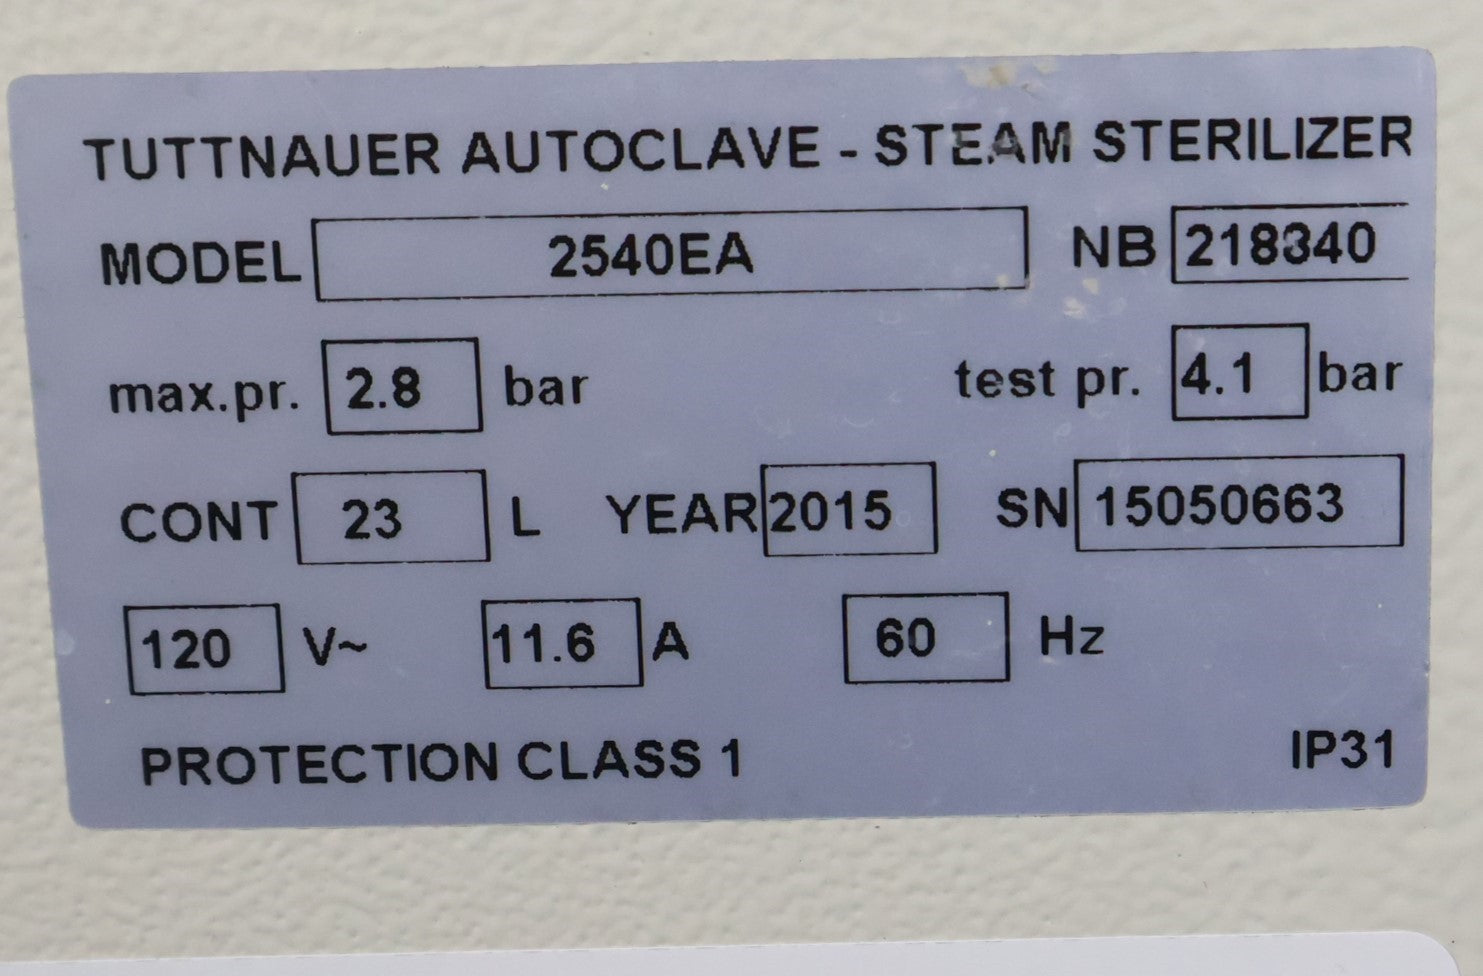 TUTTNAUER AUTOCLAVE - STEAM STERILIZER
MODEL 2540EA NB 218340
max.pr. 2.8 bar test pr. 4.1 bar
CONT 23 L YEAR 2015 SN 15050663
120 V~ 11.6 A 60 Hz
PROTECTION CLASS 1 IP31